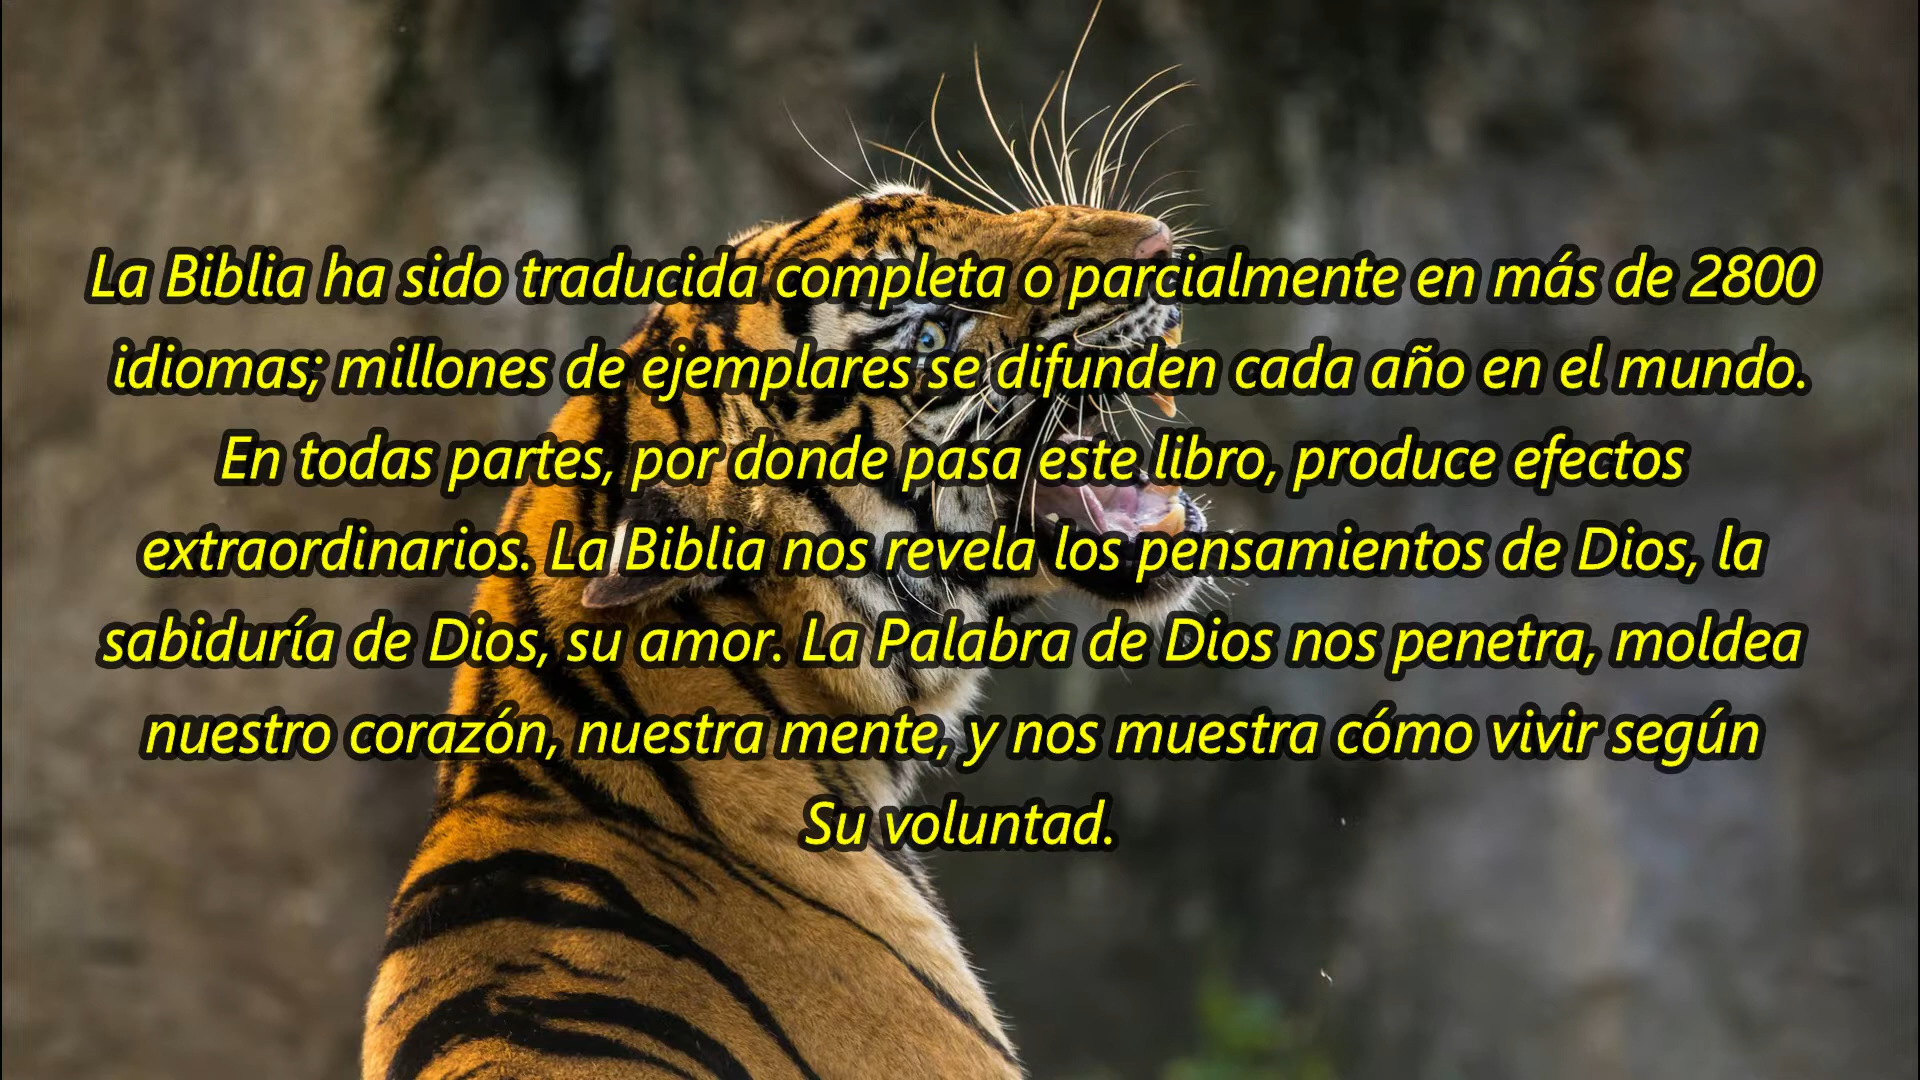 La Biblia ha sido traducida completa o parcialmente en más de 2800
idiomas; millones de ejemplares se difunden cada año en el mundo.
En todas partes, por donde pasa este libro, produce efectos
extraordinarios. La Biblia nos revela los pensamientos de Dios, la
sabiduría de Dios, su amor. La Palabra de Dios nos penetra, moldea
nuestro corazón, nuestra mente, y nos muestra cómo vivir según
Su voluntad.